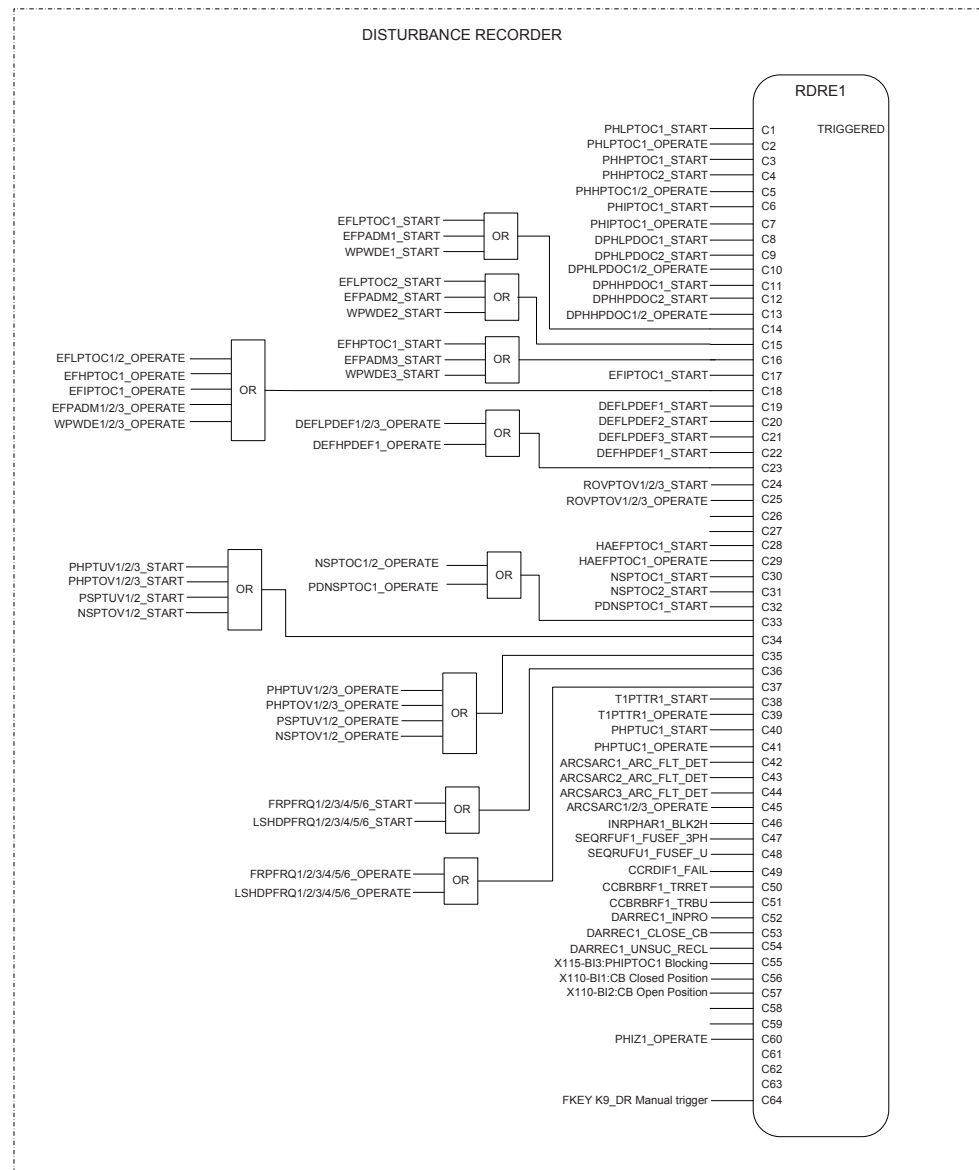 DISTURBANCE RECORDER
RDRE1
TRIGGERED
PHLPTOC1_START C1
PHLPTOC1_OPERATE C2
PHHPTOC1_START C3
PHHPTOC2_START C4
PHHPTOC1/2_OPERATE C5
PHIPTOC1_START C6
PHIPTOC1_OPERATE C7
DPHLPDOC1_START C8
DPHLPDOC2_START C9
DPHLPDOC1/2_OPERATE C10
DPHHPDOC1_START C11
DPHHPDOC2_START C12
DPHHPDOC1/2_OPERATE C13
EFLPTOC1_START
EFPADM1_START
WPWDE1_START
OR
C14
EFLPTOC2_START
EFPADM2_START
WPWDE2_START
OR
C15
EFHPTOC1_START
EFPADM3_START
WPWDE3_START
OR
C16
EFIPTOC1_START C17
EFLPTOC1/2_OPERATE
EFHPTOC1_OPERATE
EFIPTOC1_OPERATE
EFPADM1/2/3_OPERATE
WPWDE1/2/3_OPERATE
OR
C18
DEFLPDEF1_START C19
DEFLPDEF2_START C20
DEFLPDEF3_START C21
DEFHPDEF1_START C22
DEFLPDEF1/2/3_OPERATE
DEFHPDEF1_OPERATE
OR
C23
ROVPTOV1/2/3_START C24
ROVPTOV1/2/3_OPERATE C25
C26
C27
HAEFPTOC1_START C28
HAEFPTOC1_OPERATE C29
NSPTOC1_START C30
NSPTOC2_START C31
PDNSPTOC1_START C32
NSPTOC1/2_OPERATE
PDNSPTOC1_OPERATE
OR
C33
PHPTUV1/2/3_START
PHPTOV1/2/3_START
PSPTUV1/2_START
NSPTOV1/2_START
OR
C34
PHPTUV1/2/3_OPERATE
PHPTOV1/2/3_OPERATE
PSPTUV1/2_OPERATE
NSPTOV1/2_OPERATE
OR
C35
FRPFRQ1/2/3/4/5/6_START
LSHDPFRQ1/2/3/4/5/6_START
OR
C36
FRPFRQ1/2/3/4/5/6_OPERATE
LSHDPFRQ1/2/3/4/5/6_OPERATE
OR
C37
T1PTTR1_START C38
T1PTTR1_OPERATE C39
PHPTUC1_START C40
PHPTUC1_OPERATE C41
ARCSARC1_ARC_FLT_DET C42
ARCSARC2_ARC_FLT_DET C43
ARCSARC3_ARC_FLT_DET C44
ARCSARC1/2/3_OPERATE C45
INRPHAR1_BLK2H C46
SEQRFUF1_FUSEF_3PH C47
SEQRUFU1_FUSEF_U C48
CCRDIF1_FAIL C49
CCBRBRF1_TRRET C50
CCBRBRF1_TRBU C51
DARREC1_INPRO C52
DARREC1_CLOSE_CB C53
DARREC1_UNSUC_RECL C54
X115-BI3:PHIPTOC1 Blocking C55
X110-BI1:CB Closed Position C56
X110-BI2:CB Open Position C57
C58
C59
PHIZ1_OPERATE C60
C61
C62
C63
FKEY K9_DR Manual trigger C64